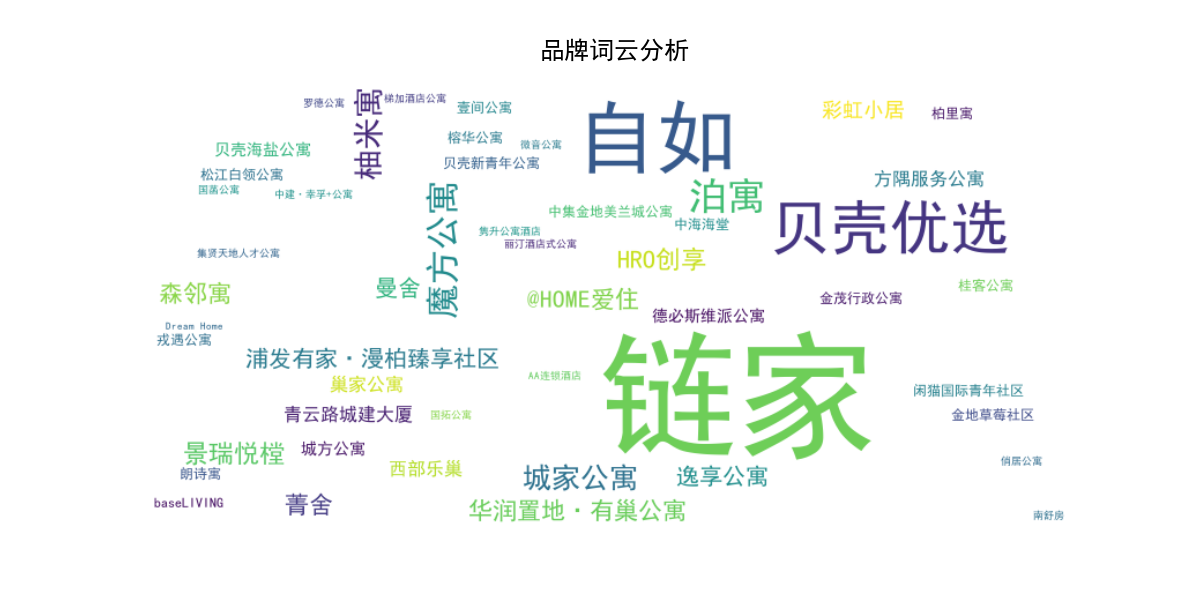 品牌词云分析
罗德公寓
柚米寓
梯加酒店公寓
壹间公寓
自如
彩虹小居
柏里寓
榕华公寓
微音公寓
贝壳海盐公寓
贝壳新青年公寓
松江白领公寓
国菡公寓
中建·幸孚+公寓
魔方公寓
泊寓
方隅服务公寓
中集金地美兰城公寓
中海海堂
贝壳优选
隽升公寓酒店
丽汀酒店式公寓
集贤天地人才公寓
HRO创享
森邻寓
曼舍
@HOME爱住
金茂行政公寓
桂客公寓
德必斯维派公寓
Dream Home
戎遇公寓
浦发有家·漫柏臻享社区
链家
AA连锁酒店
巢家公寓
闲猫国际青年社区
青云路城建大厦
国拓公寓
金地草莓社区
景瑞悦樘
城方公寓
西部乐巢
俏居公寓
朗诗寓
城家公寓
逸享公寓
baseLIVING
菁舍
华润置地·有巢公寓
南舒房